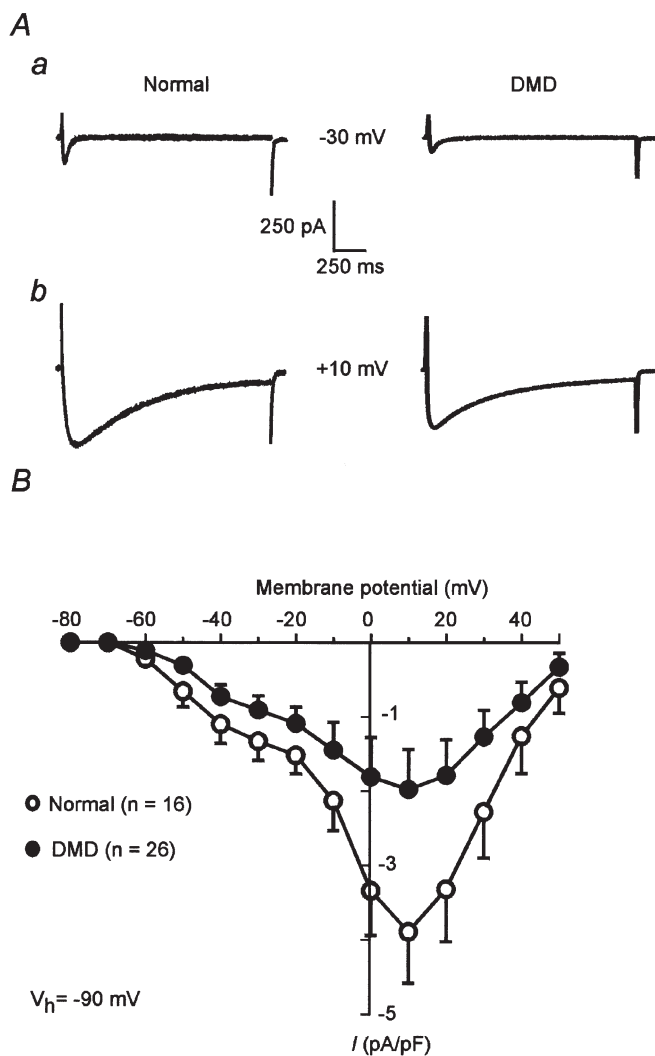 A
a
Normal
DMD
-30 mV
250 pA
250 ms
b
+10 mV
B
Membrane potential (mV)
-80 -60 -40 -20 0 20 40
-1
-3
-5
Normal (n = 16)
DMD (n = 26)
Vh= -90 mV
I (pA/pF)